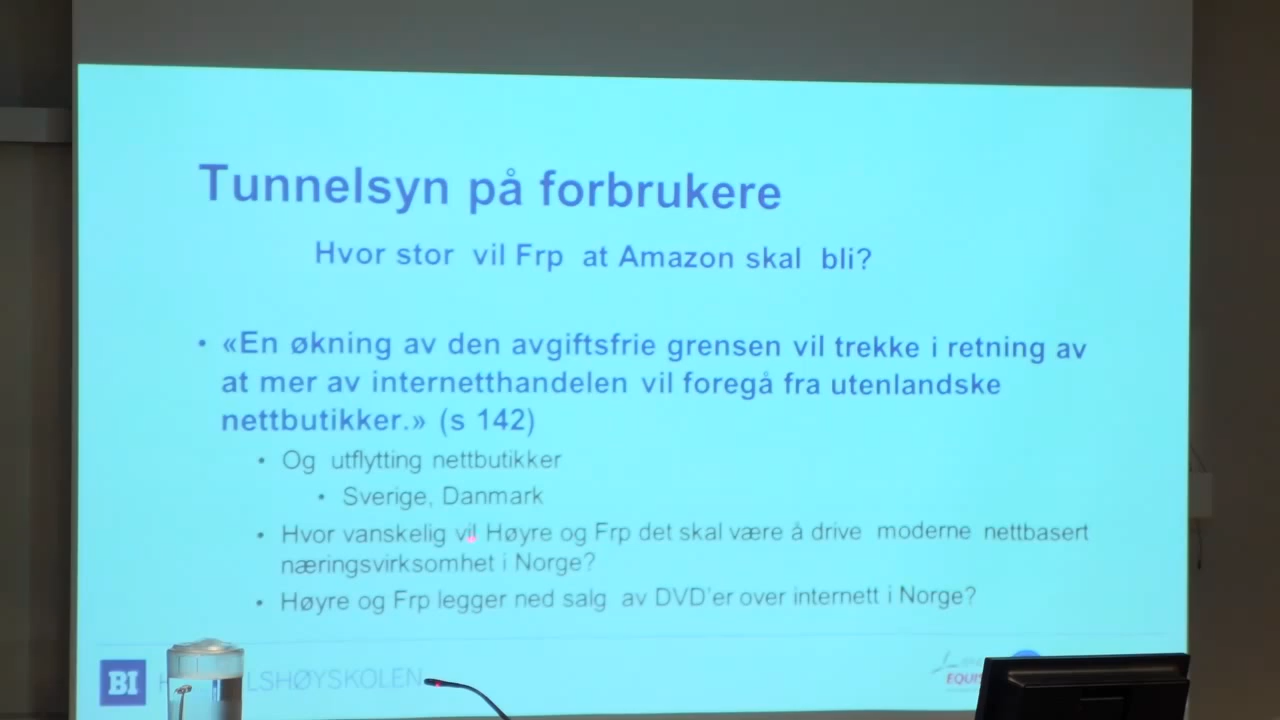 Tunnelsyn på forbrukere
Hvor stor vil Frp at Amazon skal bli?
• «En økning av den avgiftsfrie grensen vil trekke i retning av
at mer av internetthandelen vil foregå fra utenlandske
nettbutikker.» (s 142)
• Og utflytting nettbutikker
• Sverige, Danmark
• Hvor vanskelig vil Høyre og Frp det skal være å drive moderne nettbasert
næringsvirksomhet i Norge?
• Høyre og Frp legger ned salg av DVD'er over internett i Norge?
BI LSHØYSKOLEN
EQUIS